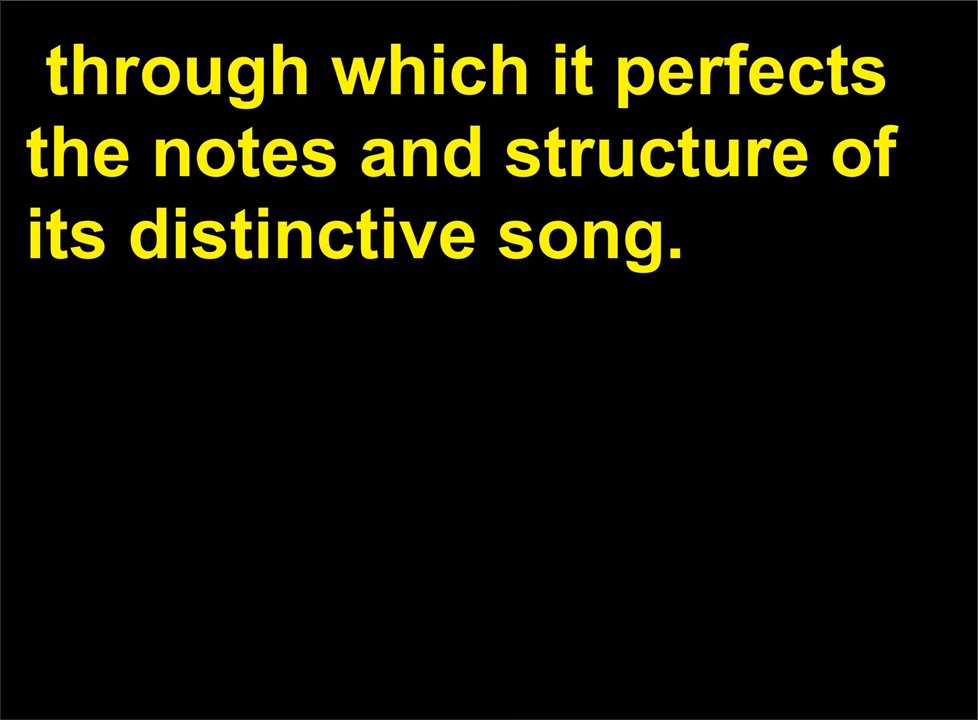 through which it perfects
the notes and structure of
its distinctive song.